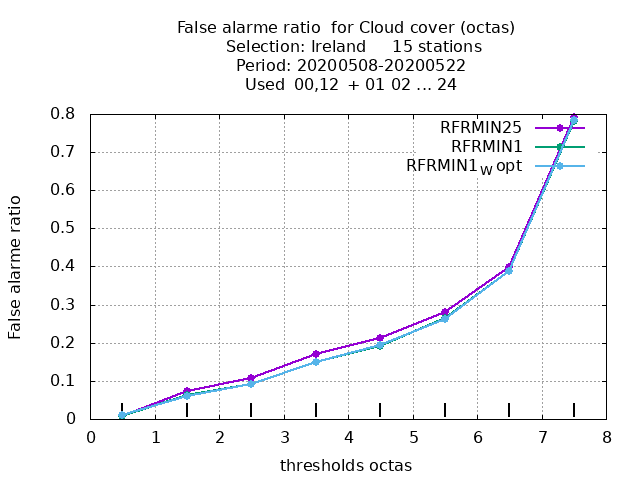 False alarme ratio  for Cloud cover (octas)
Selection: Ireland     15 stations
Period: 20200508-20200522
Used  00,12  + 01 02 ... 24
RFRMIN25
RFRMIN1
RFRMIN1W opt
0.8
0.7
0.6
0.5
0.4
0.3
0.2
0.1
0
False alarme ratio
0 1 2 3 4 5 6 7 8
thresholds octas